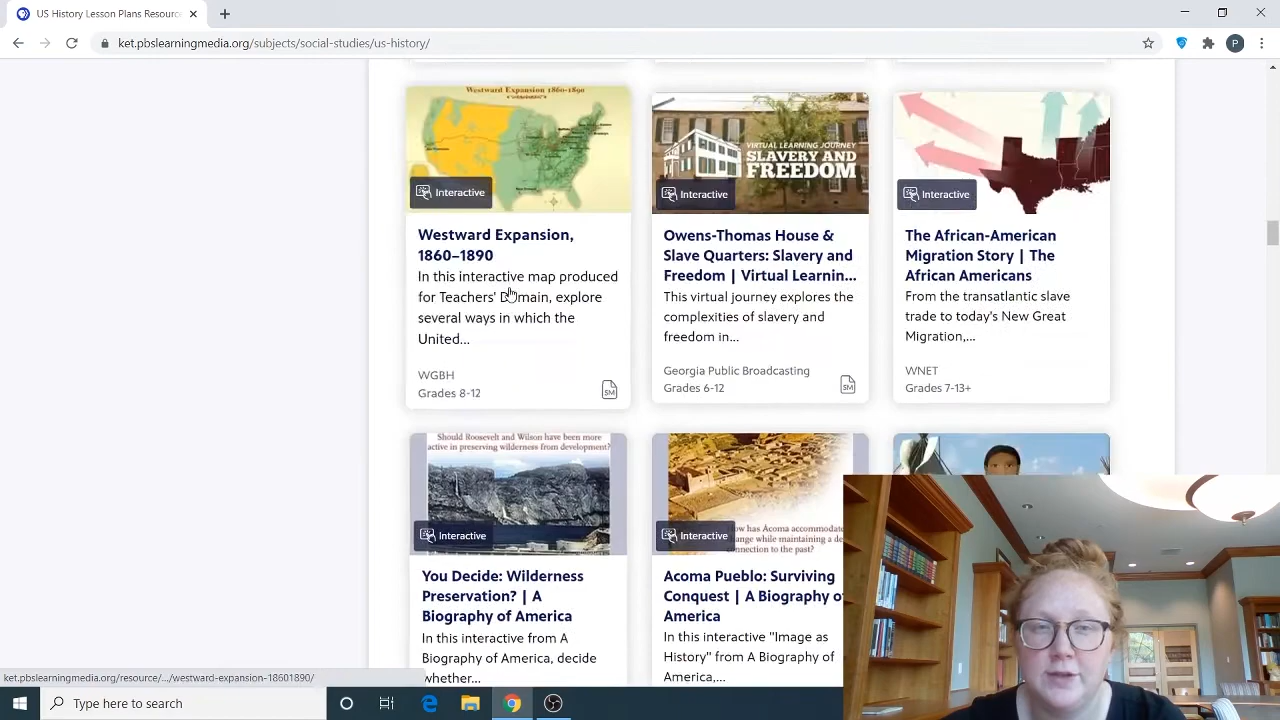 US History Lesson Plans Resourc
ket.pbslearningmedia.org/subjects/social-studies/us-history/
P
Westward Expansion 1860-1890
Interactive
Westward Expansion,
1860–1890
In this interactive map produced
for Teachers' Domain, explore
several ways in which the
United...
WGBH
Grades 8-12
SM
VIRTUAL LEARNING JOURNEY
SLAVERY AND
FREEDOM
Interactive
Owens-Thomas House &
Slave Quarters: Slavery and
Freedom | Virtual Learnin...
This virtual journey explores the
complexities of slavery and
freedom in...
Georgia Public Broadcasting
Grades 6-12
SM
Interactive
The African-American
Migration Story | The
African Americans
From the transatlantic slave
trade to today's New Great
Migration,...
WNET
Grades 7-13+
Should Roosevelt and Wilson have been more
active in preserving wilderness from development?
Interactive
You Decide: Wilderness
Preservation? | A
Biography of America
In this interactive from A
Biography of America, decide
whether...
How has Acoma accommodate
change while maintaining a de
connection to the past?
Interactive
Acoma Pueblo: Surviving
Conquest | A Biography o
America
In this interactive "Image as
History" from A Biography of
America,...
ket.pbslearningmedia.org/resource/.../westward-expansion-18601890/
Type here to search